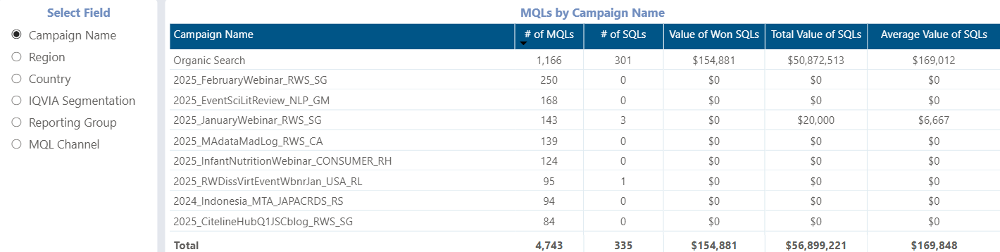 Select Field
Campaign Name
Region
Country
IQVIA Segmentation
Reporting Group
MQL Channel
MQLs by Campaign Name
Campaign Name # of MQLs # of SQLs Value of Won SQLs Total Value of SQLs Average Value of SQLs
Organic Search 1,166 301 $154,881 $50,872,513 $169,012
2025_FebruaryWebinar_RWS_SG 250 0 $0 $0 $0
2025_EventSciLitReview_NLP_GM 168 0 $0 $0 $0
2025_JanuaryWebinar_RWS_SG 143 3 $0 $20,000 $6,667
2025_MAdataMadLog_RWS_CA 139 0 $0 $0 $0
2025_InfantNutritionWebinar_CONSUMER_RH 124 0 $0 $0 $0
2025_RWDissVirtEventWbnrJan_USA_RL 95 1 $0 $0 $0
2024_Indonesia_MTA_JAPACRDS_RS 94 0 $0 $0 $0
2025_CitelineHubQ1JSCblog_RWS_SG 84 0 $0 $0 $0
Total 4,743 335 $154,881 $56,899,221 $169,848